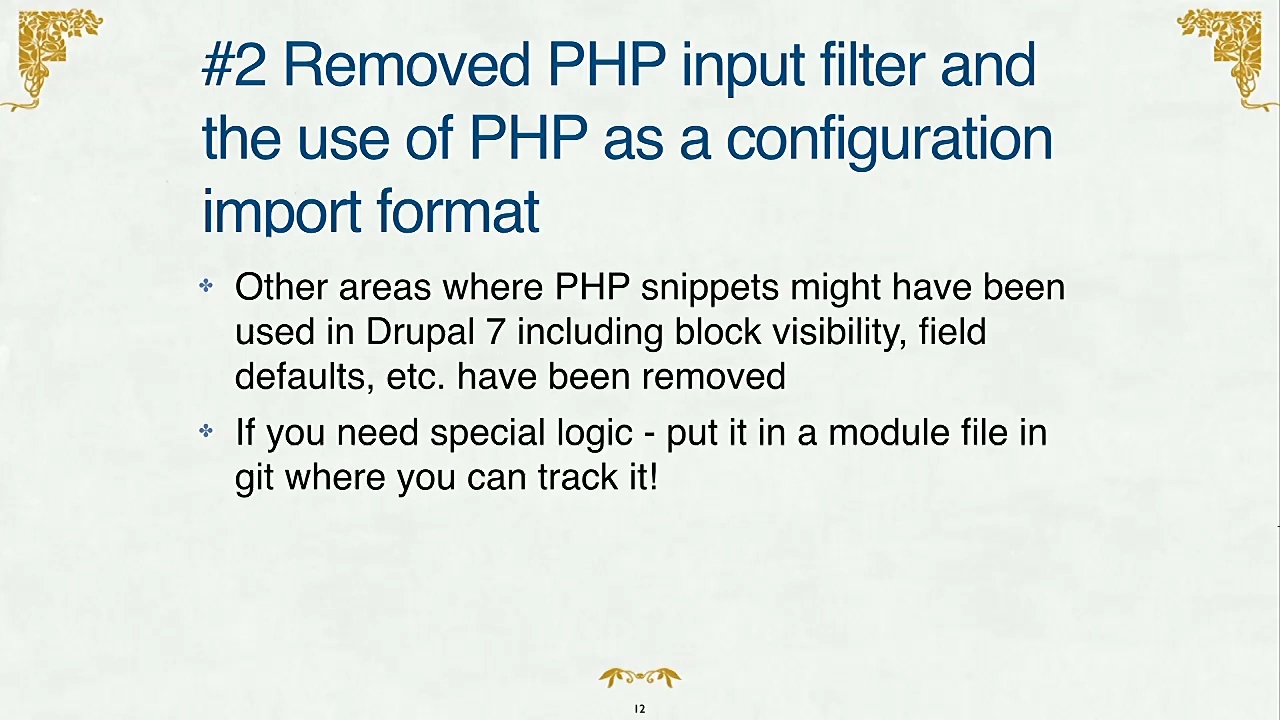 #2 Removed PHP input filter and
the use of PHP as a configuration
import format
Other areas where PHP snippets might have been
used in Drupal 7 including block visibility, field
defaults, etc. have been removed
If you need special logic - put it in a module file in
git where you can track it!
12